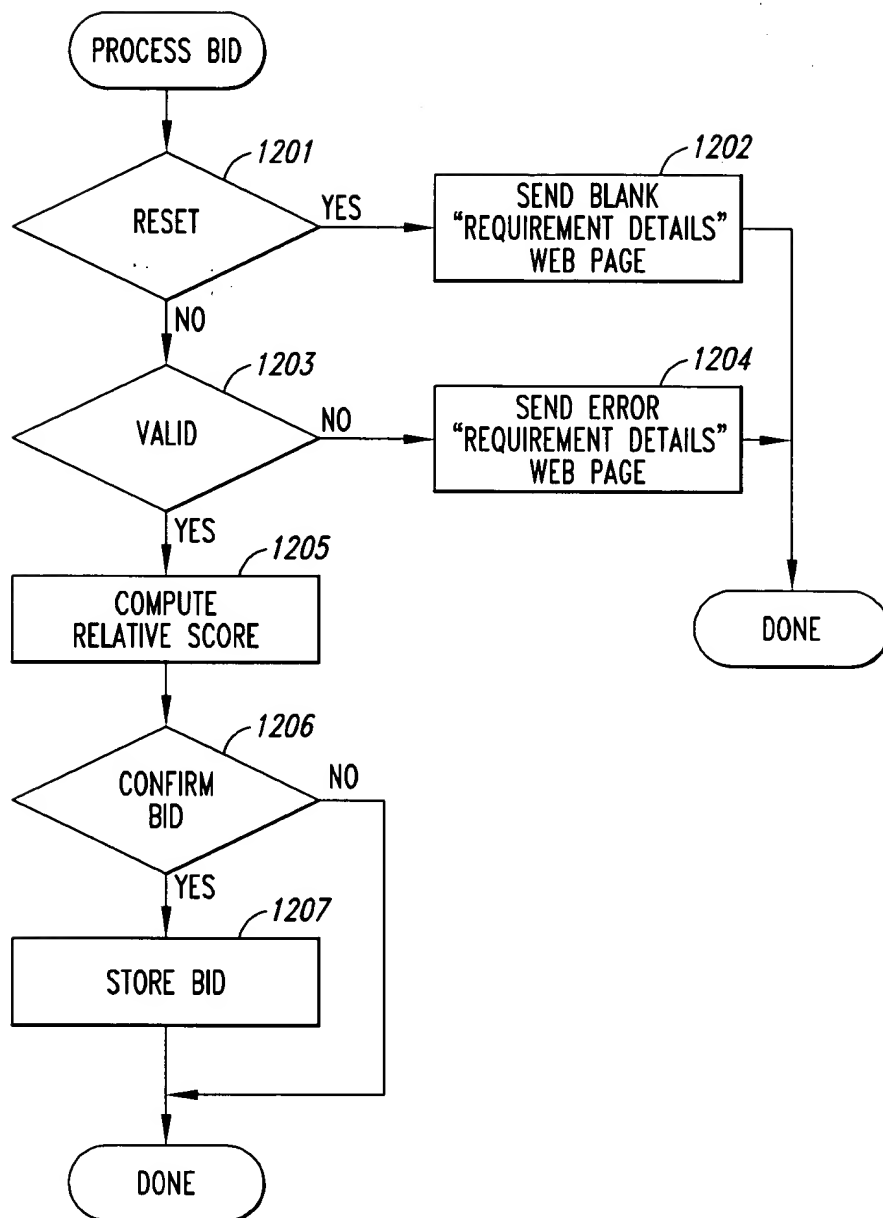 PROCESS BID
1201
RESET
YES
1202
SEND BLANK
“REQUIREMENT DETAILS”
WEB PAGE
NO
1203
VALID
NO
1204
SEND ERROR
“REQUIREMENT DETAILS”
WEB PAGE
YES
1205
COMPUTE
RELATIVE SCORE
DONE
1206
CONFIRM
BID
NO
YES
1207
STORE BID
DONE